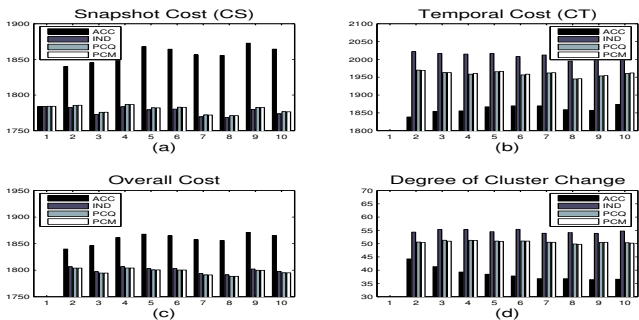 Snapshot Cost (CS)
1900
1850
1800
1750
ACC
IND
PCQ
PCM
1 2 3 4 5 6 7 8 9 10
(a)
Temporal Cost (CT)
2100
2050
2000
1950
1900
1850
1800
ACC
IND
PCQ
PCM
1 2 3 4 5 6 7 8 9 10
(b)
Overall Cost
1950
1900
1850
1800
1750
ACC
IND
PCQ
PCM
1 2 3 4 5 6 7 8 9 10
(c)
Degree of Cluster Change
70
65
60
55
50
45
40
35
30
ACC
IND
PCQ
PCM
1 2 3 4 5 6 7 8 9 10
(d)